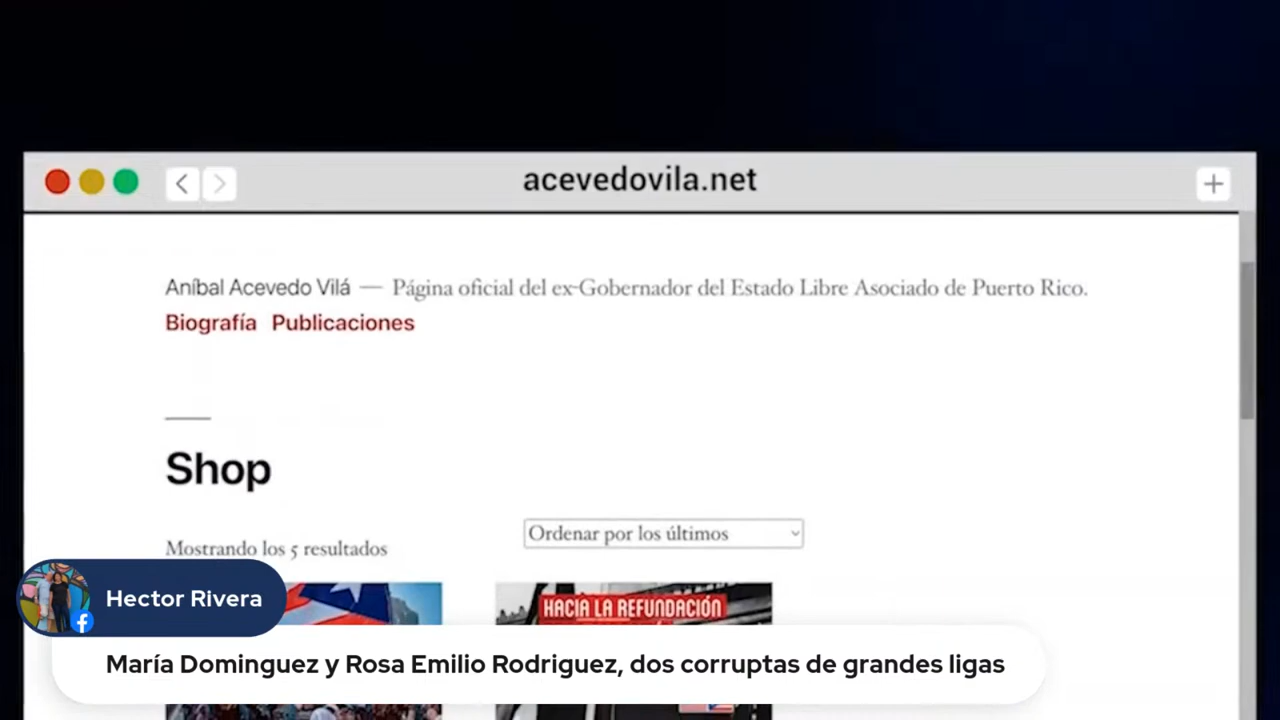 acevedovila.net
Aníbal Acevedo Vilá — Página oficial del ex-Gobernador del Estado Libre Asociado de Puerto Rico.
Biografía Publicaciones
Shop
Ordenar por los últimos
Mostrando los 5 resultados
HACIA LA REFUNDACIÓN
Hector Rivera
María Dominguez y Rosa Emilio Rodriguez, dos corruptas de grandes ligas